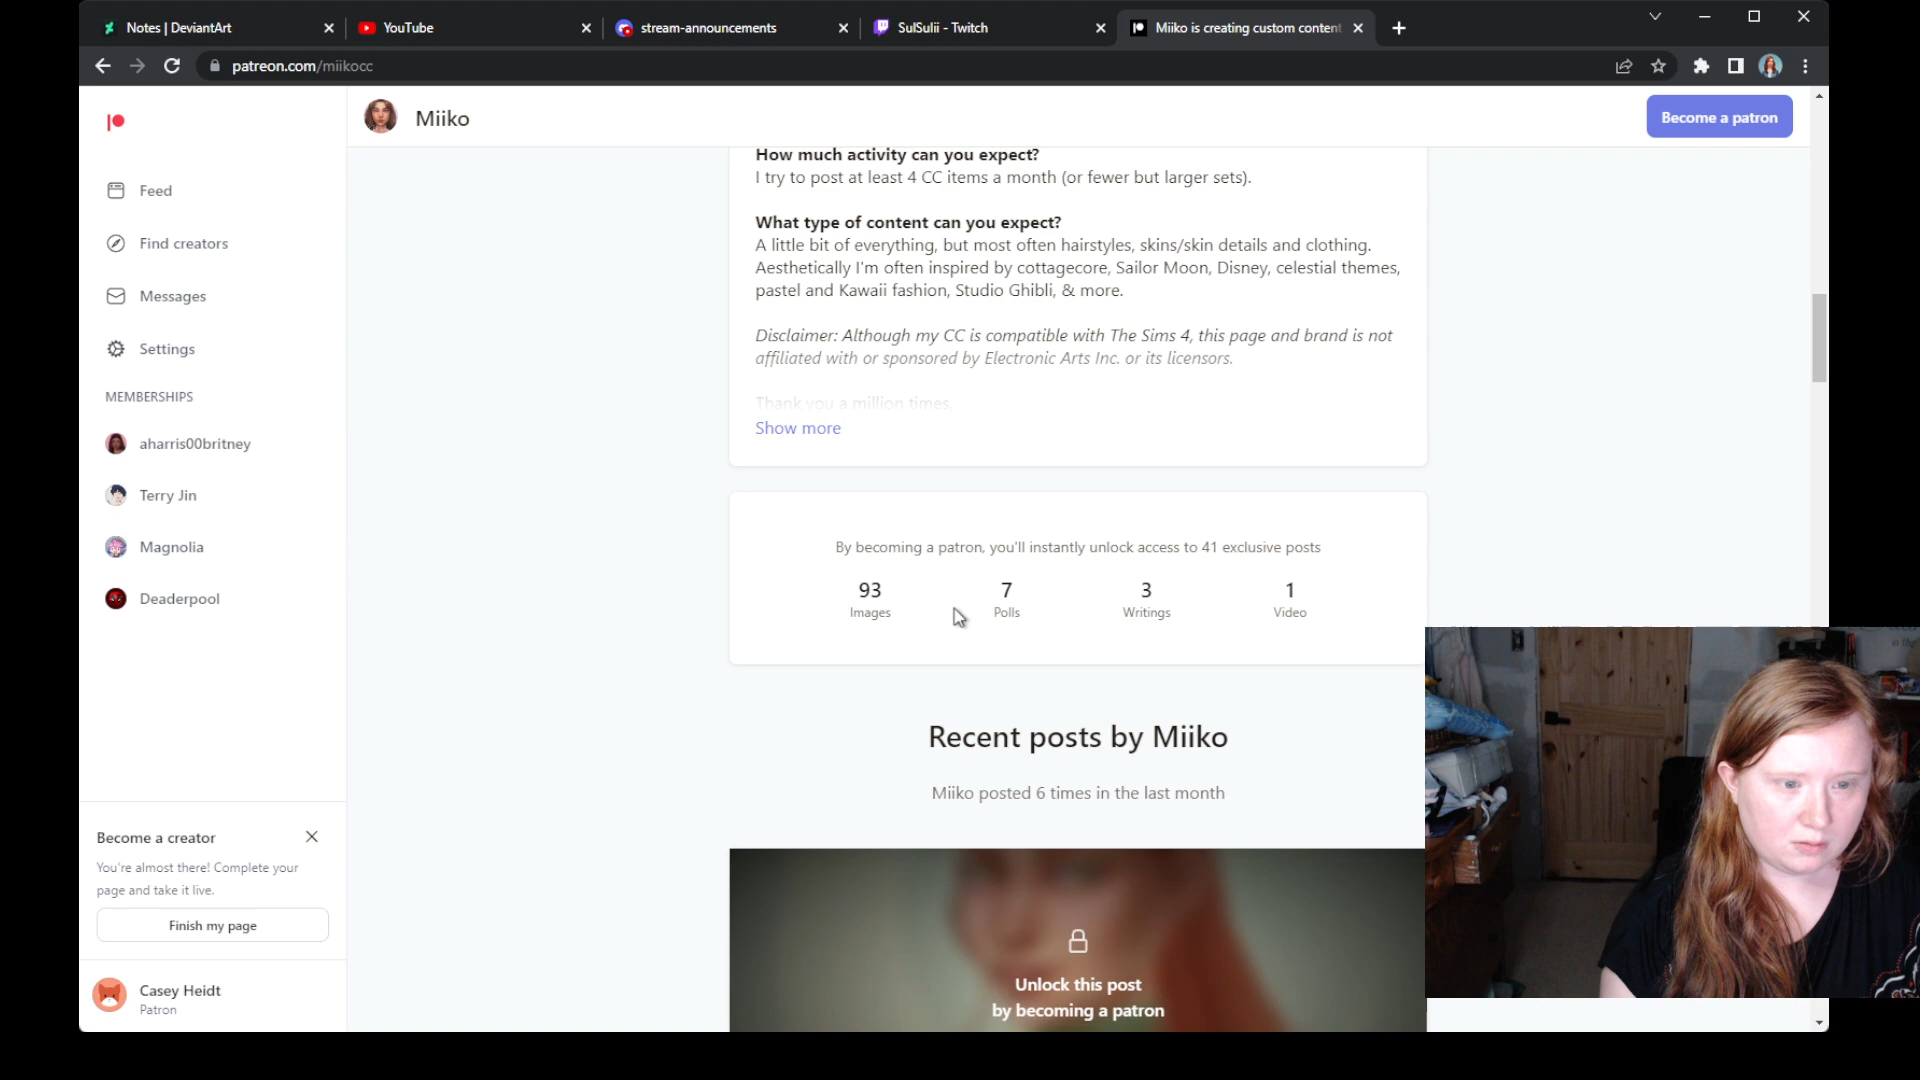 Notes | DeviantArt
YouTube
stream-announcements
SulSulii - Twitch
Miiko is creating custom content
patreon.com/miikocc
Miiko
Become a patron
Feed
Find creators
Messages
Settings
MEMBERSHIPS
aharris00britney
Terry Jin
Magnolia
Deaderpool
Become a creator
You're almost there! Complete your
page and take it live.
Finish my page
Casey Heidt
Patron
How much activity can you expect?
I try to post at least 4 CC items a month (or fewer but larger sets).
What type of content can you expect?
A little bit of everything, but most often hairstyles, skins/skin details and clothing.
Aesthetically I'm often inspired by cottagecore, Sailor Moon, Disney, celestial themes,
pastel and Kawaii fashion, Studio Ghibli, & more.
Disclaimer: Although my CC is compatible with The Sims 4, this page and brand is not
affiliated with or sponsored by Electronic Arts Inc. or its licensors.
Thank you a million times,
Show more
By becoming a patron, you'll instantly unlock access to 41 exclusive posts
93 7 3 1
Images Polls Writings Video
Recent posts by Miiko
Miiko posted 6 times in the last month
Unlock this post
by becoming a patron